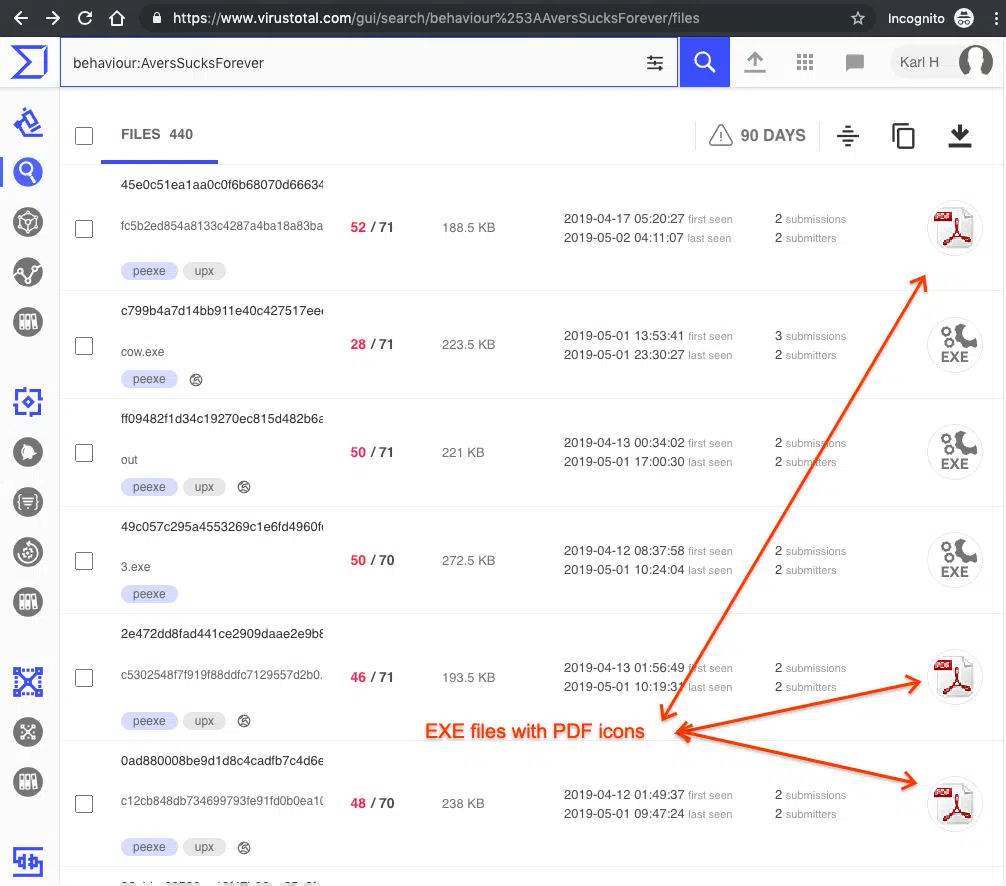 https://www.virustotal.com/gui/search/behaviour%253AAversSucksForever/files
Incognito
behaviour:AversSucksForever
Karl H
FILES 440
90 DAYS
45e0c51ea1aa0c0f6b68070d66634
fc5b2ed854a8133c4287a4ba18a83ba
52 / 71
188.5 KB
2019-04-17 05:20:27 first seen
2019-05-02 04:11:07 last seen
2 submissions
2 submitters
PDF
peexe
upx
c799b4a7d14bb911e40c427517eee
cow.exe
28 / 71
223.5 KB
2019-05-01 13:53:41 first seen
2019-05-01 23:30:27 last seen
3 submissions
2 submitters
EXE
peexe
ff09482f1d34c19270ec815d482b6a
out
50 / 71
221 KB
2019-04-13 00:34:02 first seen
2019-05-01 17:00:30 last seen
2 submissions
2 submitters
EXE
peexe
upx
49c057c295a4553269c1e6fd4960f
3.exe
50 / 70
272.5 KB
2019-04-12 08:37:58 first seen
2019-05-01 10:24:04 last seen
2 submissions
2 submitters
EXE
peexe
2e472dd8fad441ce2909daae2e9b8
c5302548f7f919f88ddfc7129557d2b0.
46 / 71
193.5 KB
2019-04-13 01:56:49 first seen
2019-05-01 10:19:31 last seen
2 submissions
2 submitters
PDF
peexe
upx
EXE files with PDF icons
0ad880008be9d1d8c4cadfb7c4d6e
c12cb848db734699793fe91fd0b0ea10
48 / 70
238 KB
2019-04-12 01:49:37 first seen
2019-05-01 09:47:24 last seen
2 submissions
2 submitters
PDF
peexe
upx